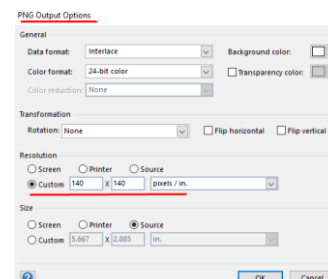 PNG Output Options
General
Data format: Interlace Background color:
Color format: 24-bit color Transparency color:
Color reduction: None
Transformation
Rotation: None Flip horizontal Flip vertical
Resolution
Screen Printer Source
Custom 140 X 140 pixels / in.
Size
Screen Printer Source
Custom 5.667 X 2.885 in.
? OK Cancel